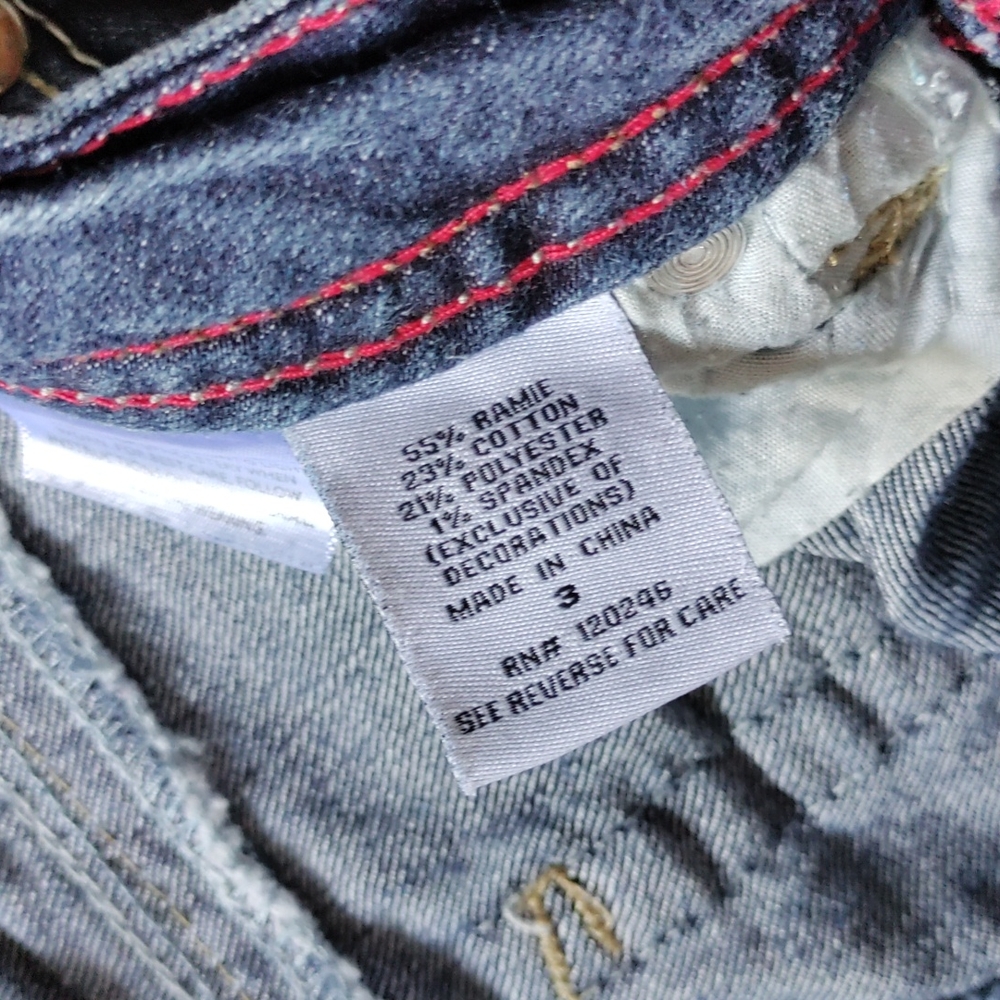 55% RAMIE
23% COTTON
21% POLYESTER
1% SPANDEX
(EXCLUSIVE OF
DECORATIONS)
MADE IN CHINA
3
RN# 120246
SEE REVERSE FOR CARE